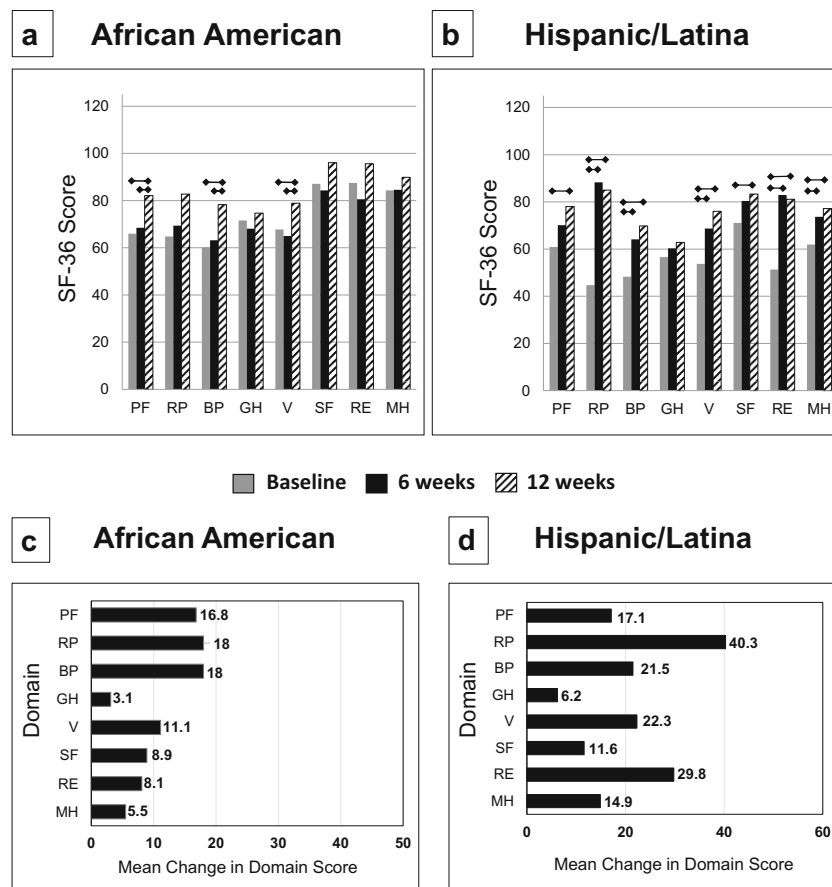 a African American
SF-36 Score
120
100
80
60
40
20
0
PF RP BP GH V SF RE MH
b Hispanic/Latina
SF-36 Score
120
100
80
60
40
20
0
PF RP BP GH V SF RE MH
Baseline 6 weeks 12 weeks
c African American
Domain
PF 16.8
RP 18
BP 18
GH 3.1
V 11.1
SF 8.9
RE 8.1
MH 5.5
0 10 20 30 40 50
Mean Change in Domain Score
d Hispanic/Latina
Domain
PF 17.1
RP 40.3
BP 21.5
GH 6.2
V 22.3
SF 11.6
RE 29.8
MH 14.9
0 20 40 60
Mean Change in Domain Score